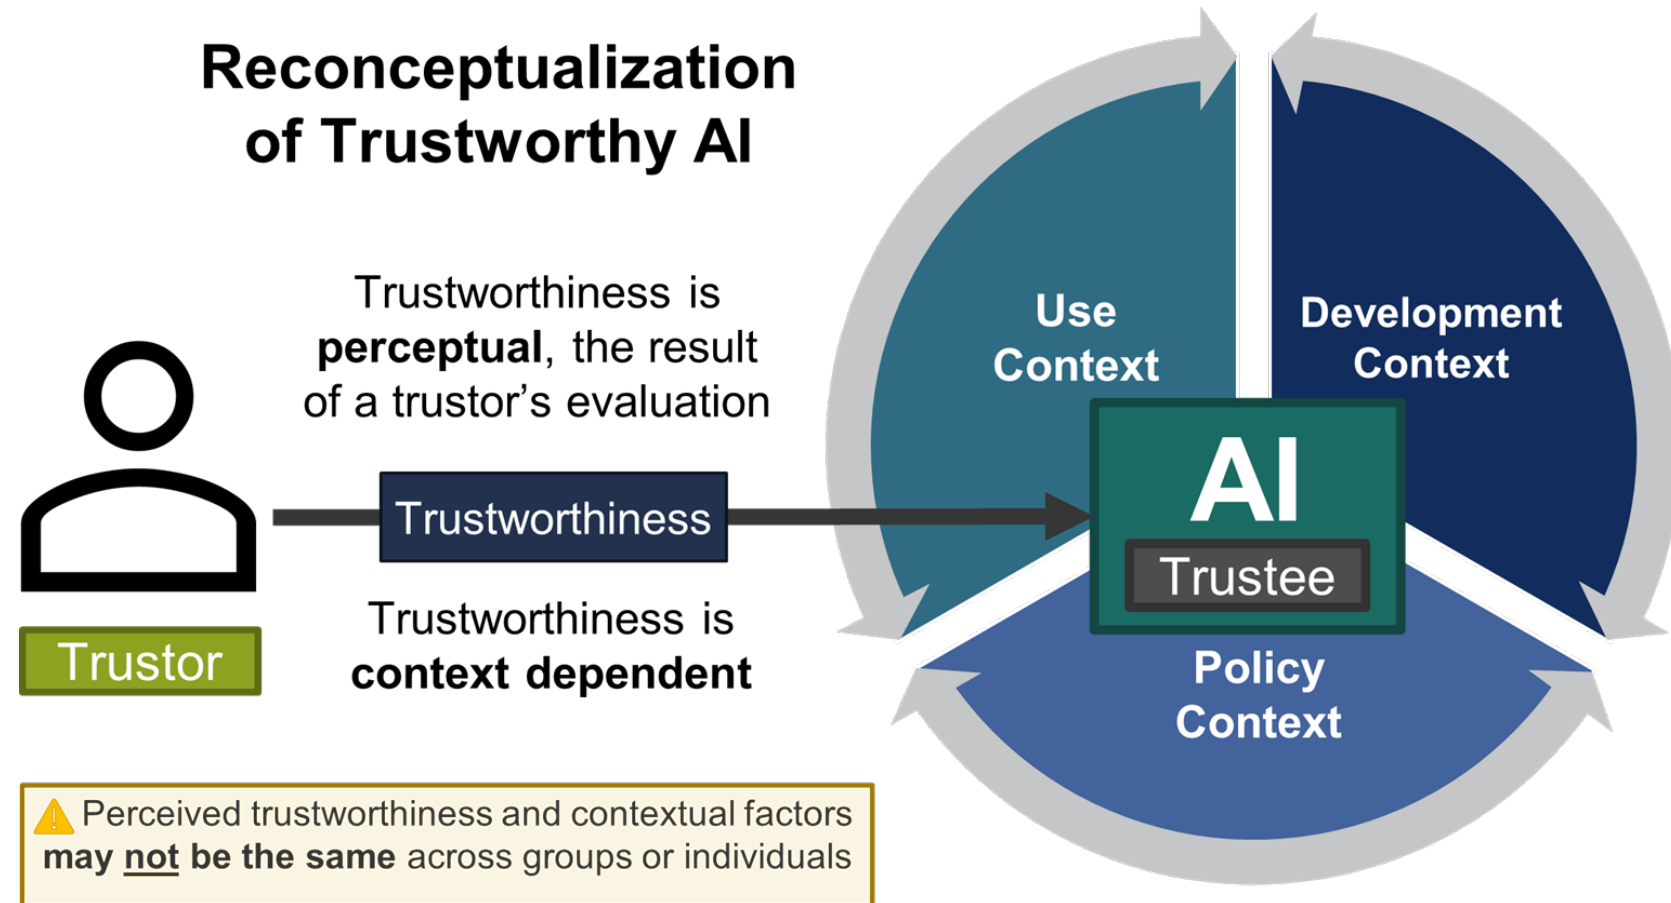 Reconceptualization
of Trustworthy AI
Trustworthiness is
perceptual, the result
of a trustor’s evaluation
Trustworthiness
Trustworthiness is
context dependent
Trustor
⚠ Perceived trustworthiness and contextual factors
may not be the same across groups or individuals
Use
Context
Development
Context
AI
Trustee
Policy
Context